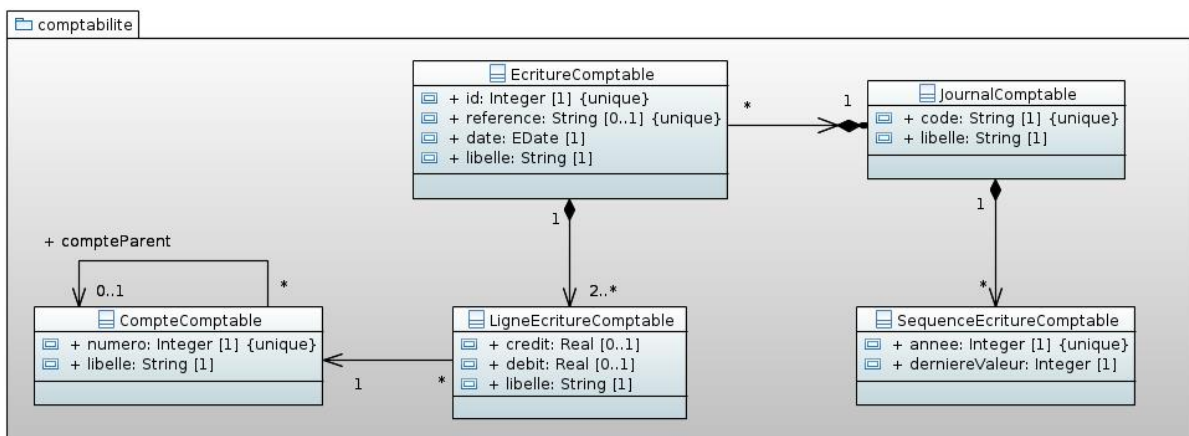 comptabilite
EcritureComptable
+ id: Integer [1] {unique}
+ reference: String [0..1] {unique}
+ date: EDate [1]
+ libelle: String [1]
*
1
JournalComptable
+ code: String [1] {unique}
+ libelle: String [1]
1
1
+ compteParent
0..1
*
2..*
*
CompteComptable
+ numero: Integer [1] {unique}
+ libelle: String [1]
1
*
LigneEcritureComptable
+ credit: Real [0..1]
+ debit: Real [0..1]
+ libelle: String [1]
SequenceEcritureComptable
+ annee: Integer [1] {unique}
+ derniereValeur: Integer [1]